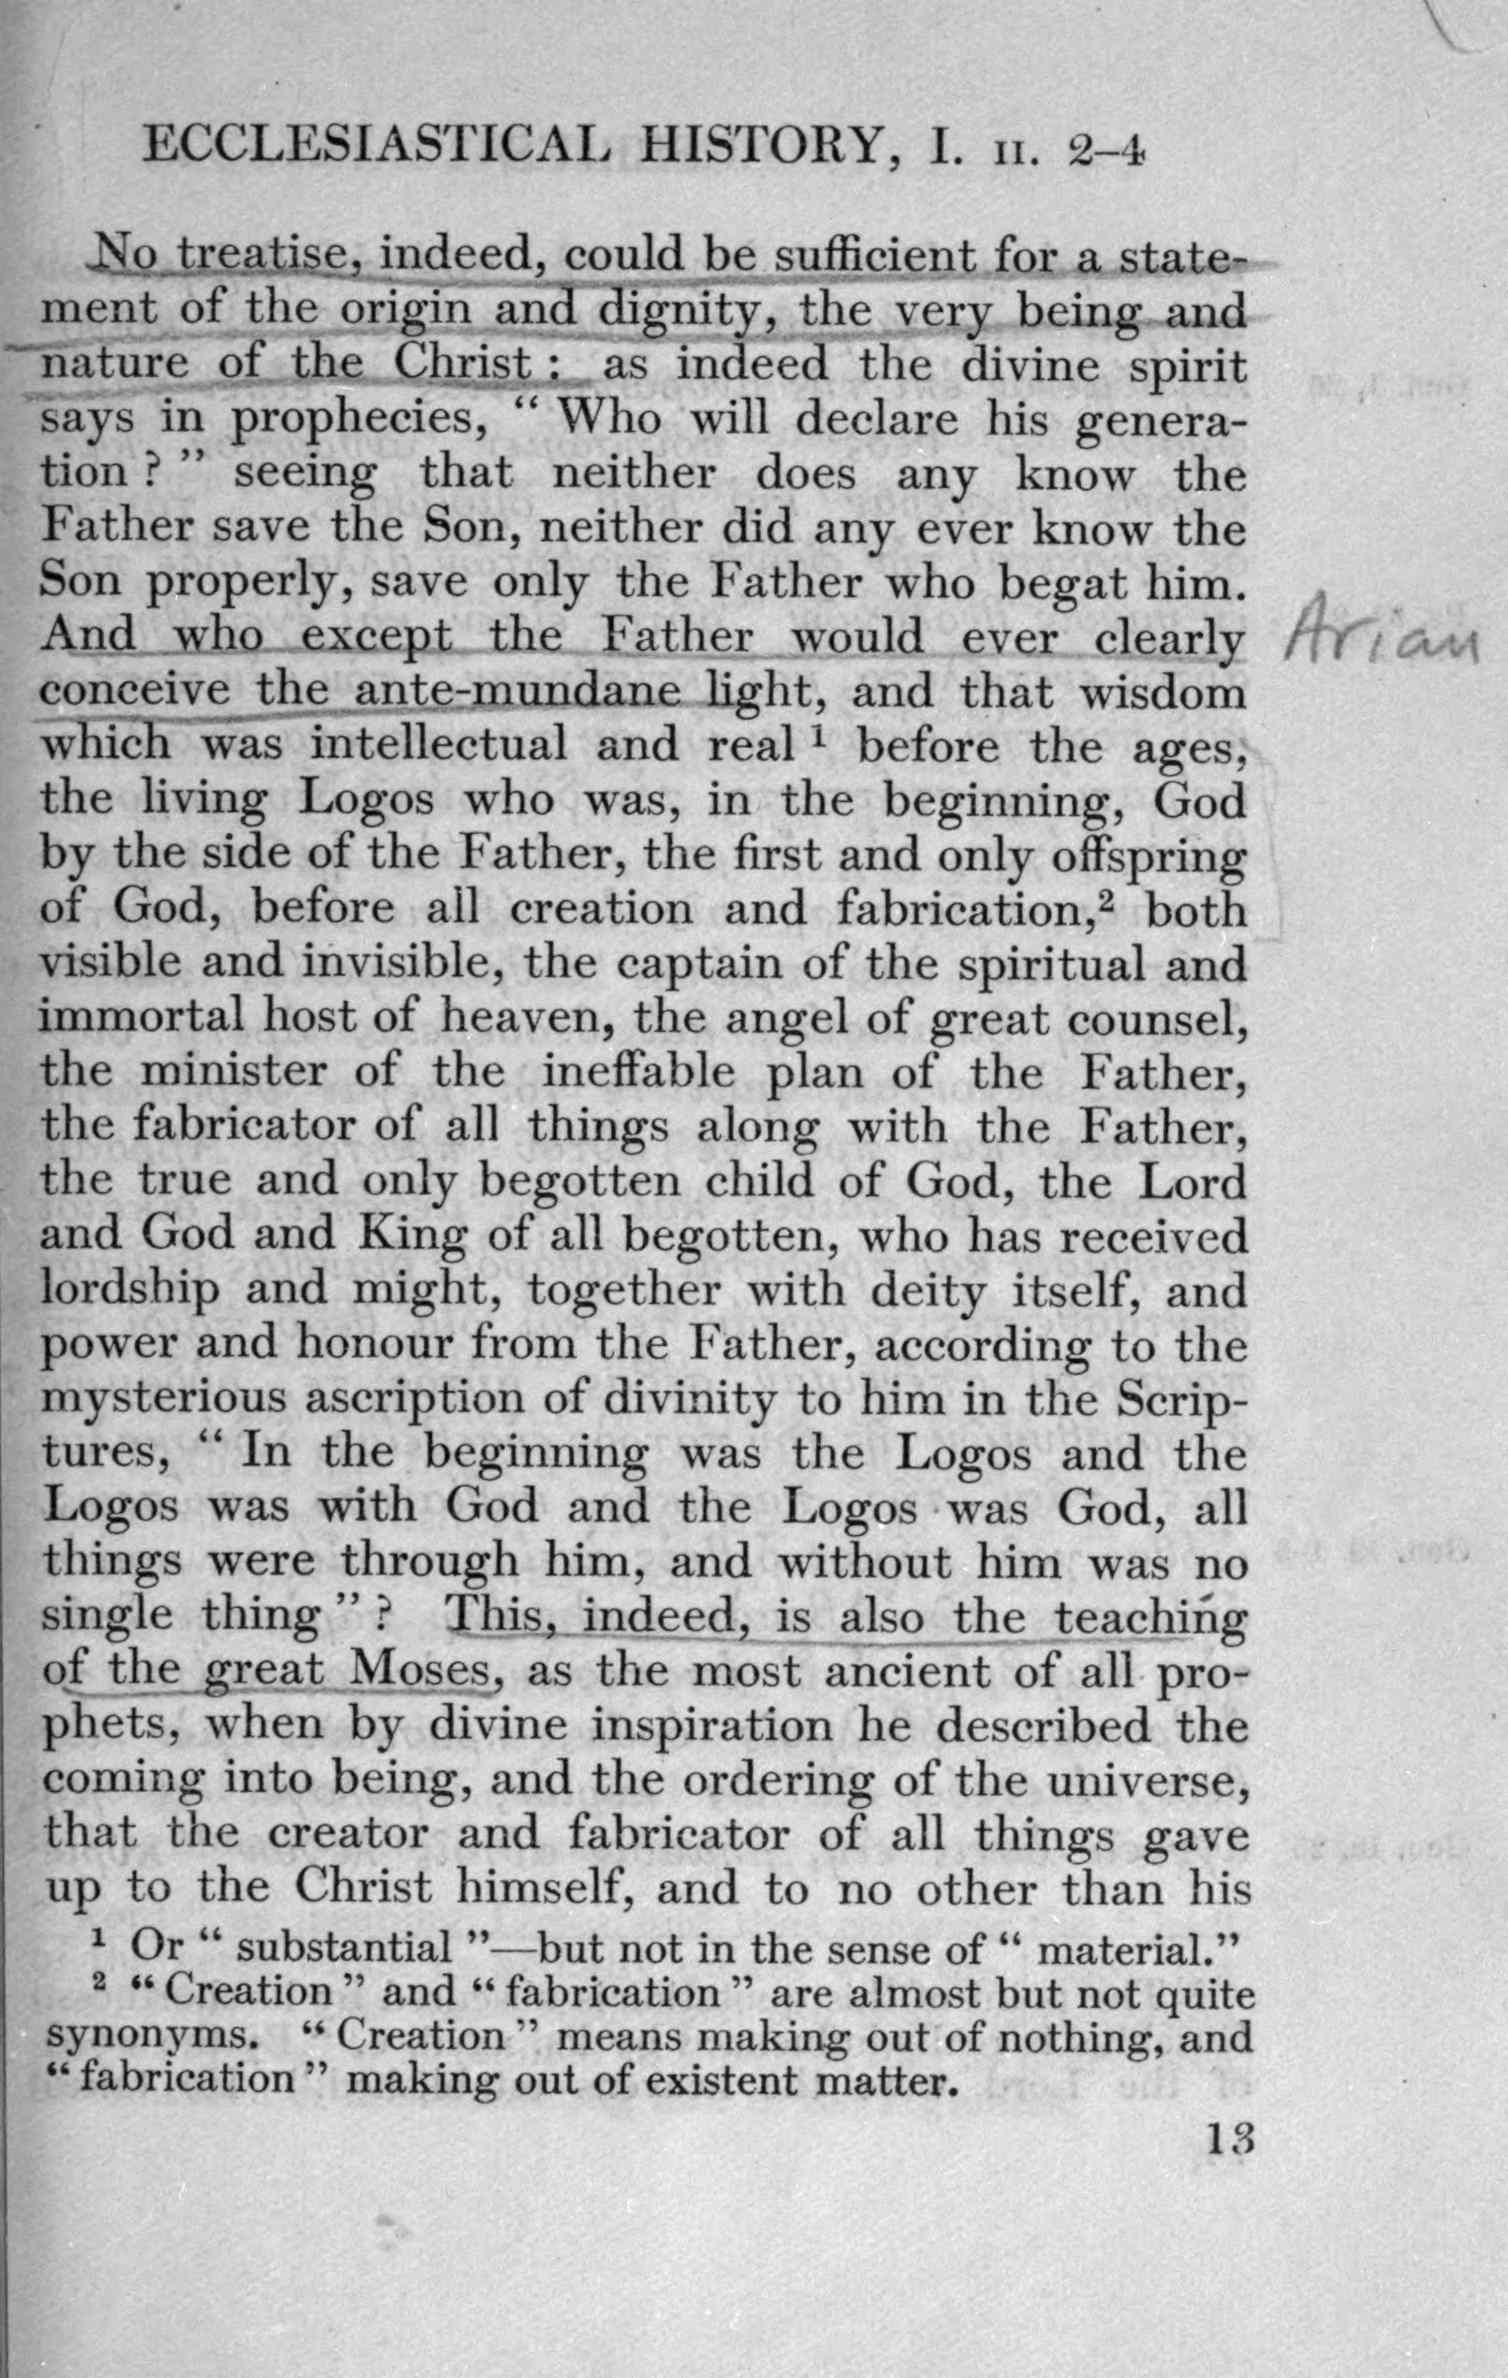 ECCLESIASTICAL HISTORY, I. II. 2–4
No treatise, indeed, could be sufficient for a state-
ment of the origin and dignity, the very being and
nature of the Christ : as indeed the divine spirit
says in prophecies, “ Who will declare his genera-
tion ? ” seeing that neither does any know the
Father save the Son, neither did any ever know the
Son properly, save only the Father who begat him.
And who except the Father would ever clearly Arian
conceive the ante-mundane light, and that wisdom
which was intellectual and real ¹ before the ages,
the living Logos who was, in the beginning, God
by the side of the Father, the first and only offspring
of God, before all creation and fabrication,² both
visible and invisible, the captain of the spiritual and
immortal host of heaven, the angel of great counsel,
the minister of the ineffable plan of the Father,
the fabricator of all things along with the Father,
the true and only begotten child of God, the Lord
and God and King of all begotten, who has received
lordship and might, together with deity itself, and
power and honour from the Father, according to the
mysterious ascription of divinity to him in the Scrip-
tures, “ In the beginning was the Logos and the
Logos was with God and the Logos was God, all
things were through him, and without him was no
single thing ” ? This, indeed, is also the teaching
of the great Moses, as the most ancient of all pro-
phets, when by divine inspiration he described the
coming into being, and the ordering of the universe,
that the creator and fabricator of all things gave
up to the Christ himself, and to no other than his
¹ Or “ substantial ”—but not in the sense of “ material.”
² “ Creation ” and “ fabrication ” are almost but not quite
synonyms. “ Creation ” means making out of nothing, and
“ fabrication ” making out of existent matter.
13